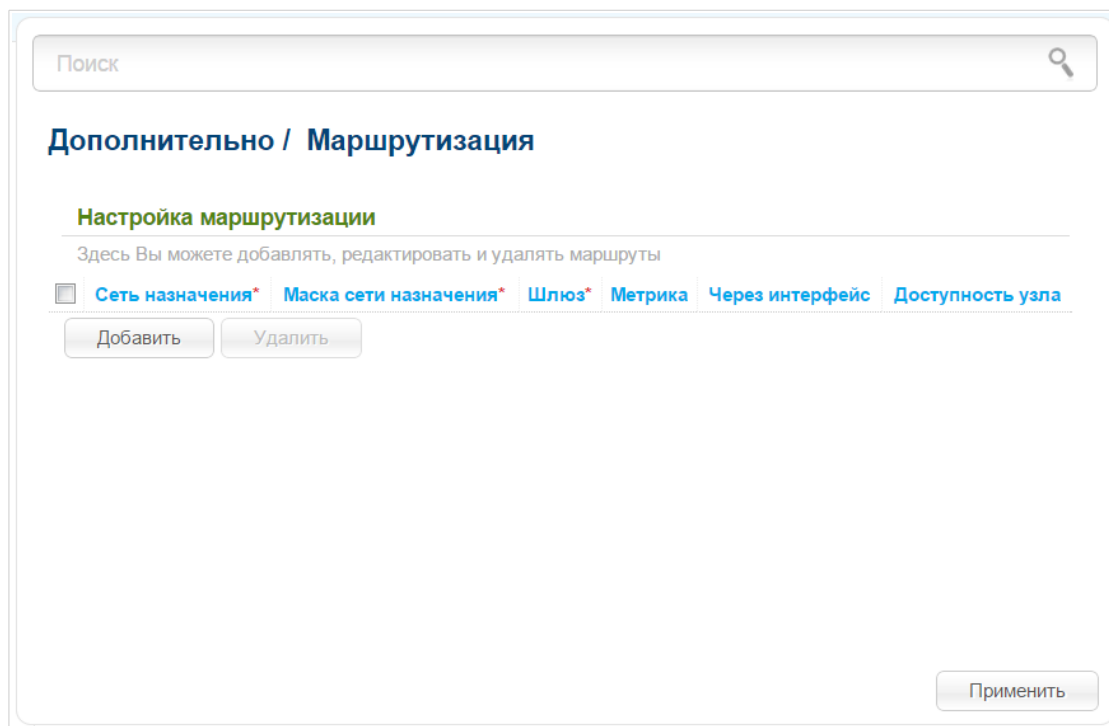 Поиск
Дополнительно / Маршрутизация
Настройка маршрутизации
Здесь Вы можете добавлять, редактировать и удалять маршруты
Сеть назначения* Маска сети назначения* Шлюз* Метрика Через интерфейс Доступность узла
Добавить Удалить
Применить